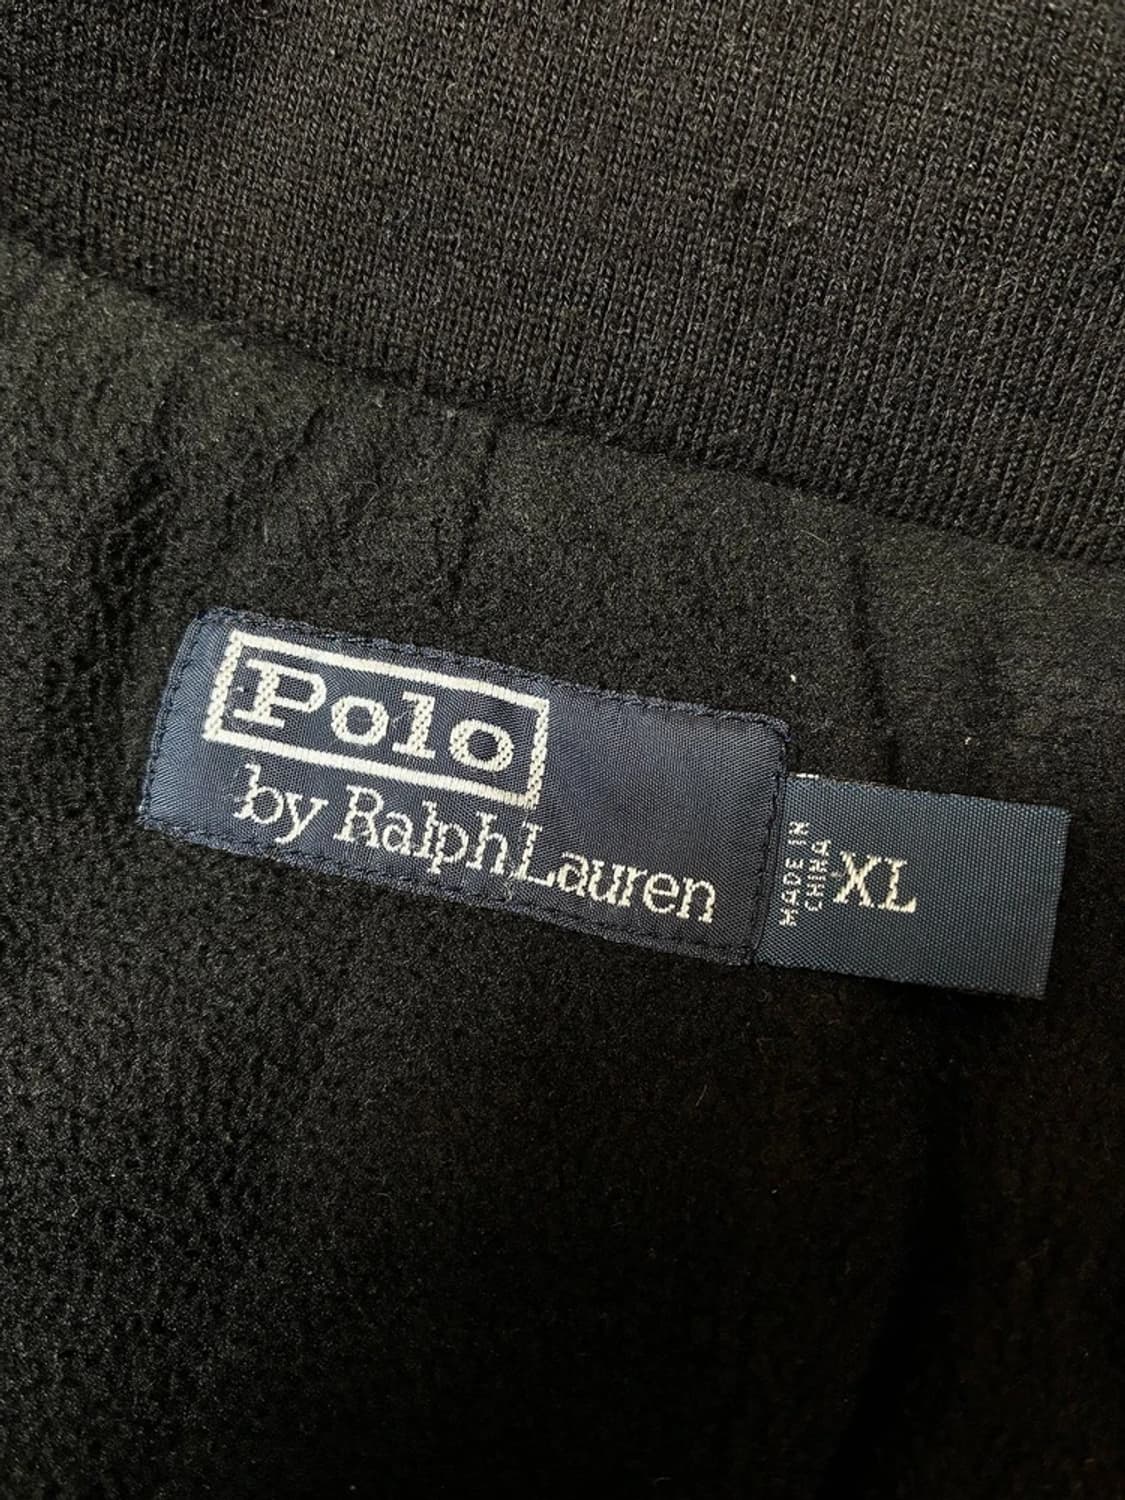 Polo
by Ralph Lauren
MADE IN
CHINA
XL